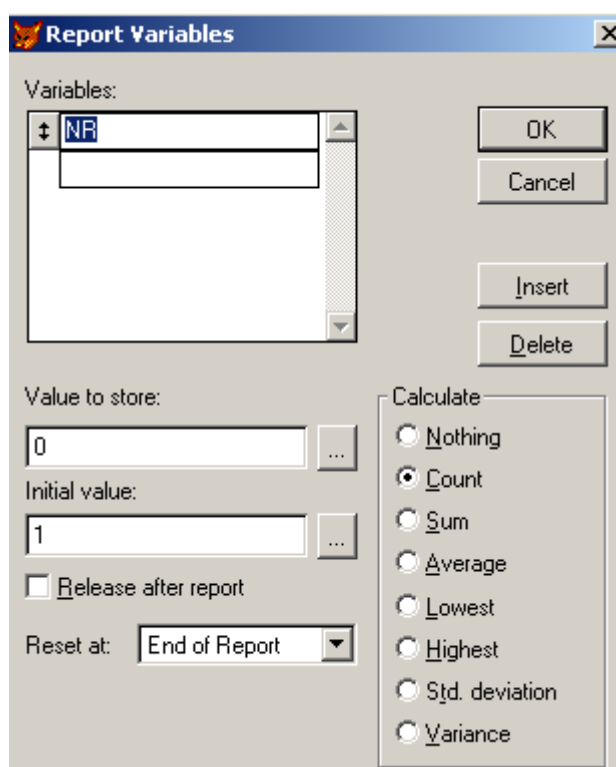 Report Variables
Variables:
NR
OK
Cancel
Insert
Delete
Value to store:
0
...
Initial value:
1
...
Release after report
Reset at: End of Report
Calculate
Nothing
Count
Sum
Average
Lowest
Highest
Std. deviation
Variance